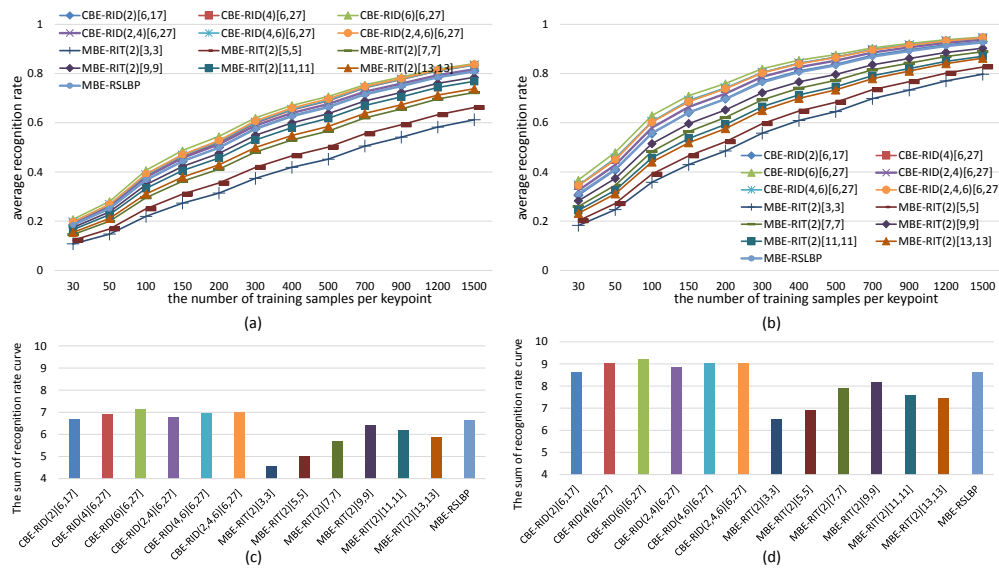 CBE-RID(2)[6,17] CBE-RID(4)[6,27] CBE-RID(6)[6,27]
CBE-RID(2,4)[6,27] CBE-RID(4,6)[6,27] CBE-RID(2,4,6)[6,27]
MBE-RIT(2)[3,3] MBE-RIT(2)[5,5] MBE-RIT(2)[7,7]
MBE-RIT(2)[9,9] MBE-RIT(2)[11,11] MBE-RIT(2)[13,13]
MBE-RSLBP
average recognition rate
1
0.8
0.6
0.4
0.2
0
30 50 100 150 200 300 400 500 700 900 1200 1500
the number of training samples per keypoint
(a)
average recognition rate
1
0.8
0.6
0.4
0.2
0
CBE-RID(2)[6,17] CBE-RID(4)[6,27]
CBE-RID(6)[6,27] CBE-RID(2,4)[6,27]
CBE-RID(4,6)[6,27] CBE-RID(2,4,6)[6,27
MBE-RIT(2)[3,3] MBE-RIT(2)[5,5]
MBE-RIT(2)[7,7] MBE-RIT(2)[9,9]
MBE-RIT(2)[11,11] MBE-RIT(2)[13,13]
MBE-RSLBP
30 50 100 150 200 300 400 500 700 900 1200 1500
the number of training samples per keypoint
(b)
The sum of recognition rate curve
10
9
8
7
6
5
4
CBE-RID(2)[6,17]
CBE-RID(4)[6,27]
CBE-RID(6)[6,27]
CBE-RID(2,4)[6,27]
CBE-RID(4,6)[6,27]
CBE-RID(2,4,6)[6,27]
MBE-RIT(2)[3,3]
MBE-RIT(2)[5,5]
MBE-RIT(2)[7,7]
MBE-RIT(2)[9,9]
MBE-RIT(2)[11,11]
MBE-RIT(2)[13,13]
MBE-RSLBP
(c)
The sum of recognition rate curve
10
9
8
7
6
5
4
CBE-RID(2)[6,17]
CBE-RID(4)[6,27]
CBE-RID(6)[6,27]
CBE-RID(2,4)[6,27]
CBE-RID(4,6)[6,27]
CBE-RID(2,4,6)[6,27]
MBE-RIT(2)[3,3]
MBE-RIT(2)[5,5]
MBE-RIT(2)[7,7]
MBE-RIT(2)[9,9]
MBE-RIT(2)[11,11]
MBE-RIT(2)[13,13]
MBE-RSLBP
(d)